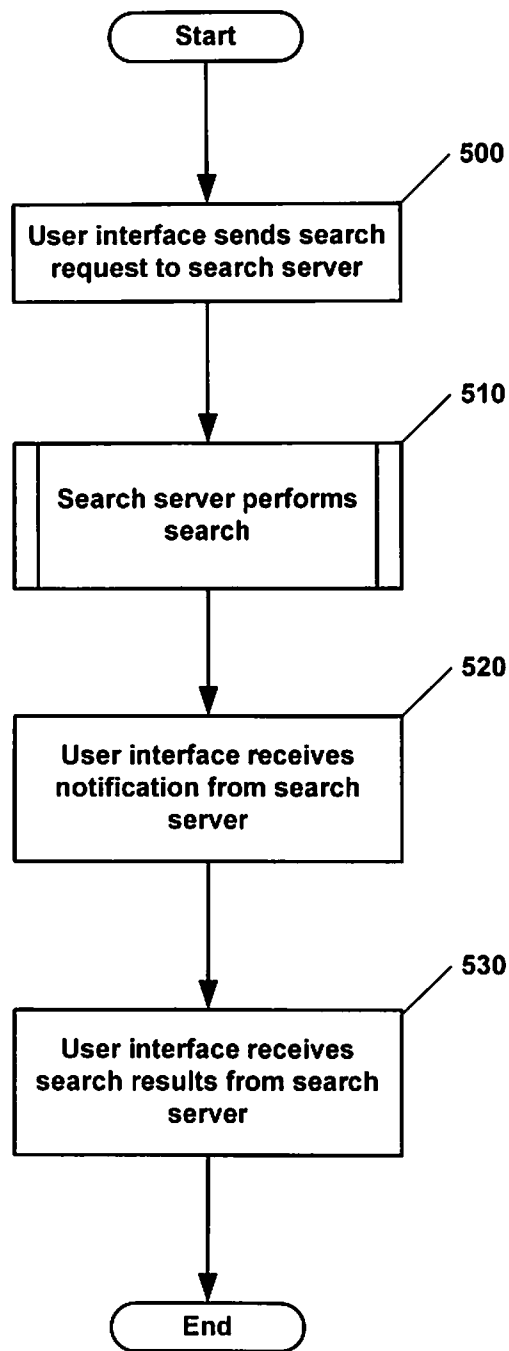 Start
500
User interface sends search
request to search server
510
Search server performs
search
520
User interface receives
notification from search
server
530
User interface receives
search results from search
server
End